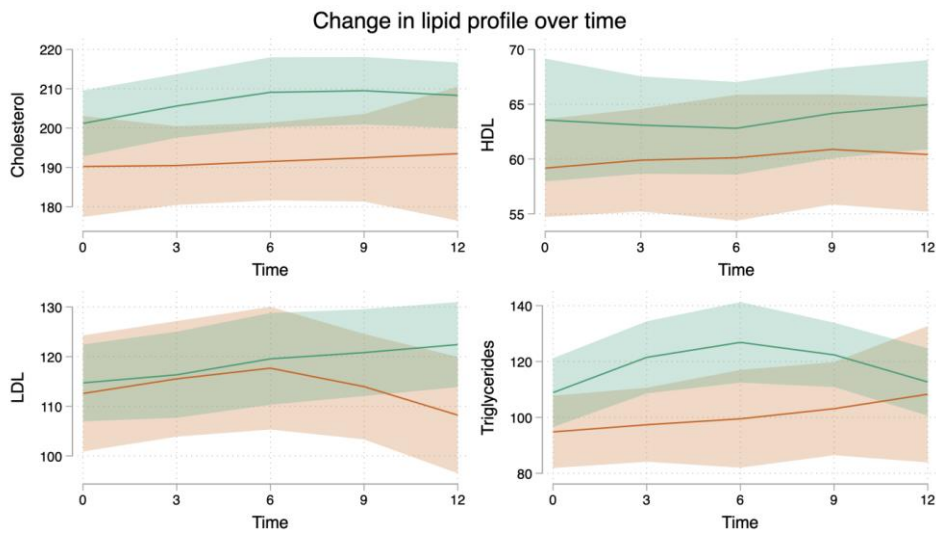 Change in lipid profile over time
Cholesterol
220
210
200
190
180
0 3 6 9 12
Time
HDL
70
65
60
55
0 3 6 9 12
Time
LDL
130
120
110
100
0 3 6 9 12
Time
Triglycerides
140
120
100
80
0 3 6 9 12
Time